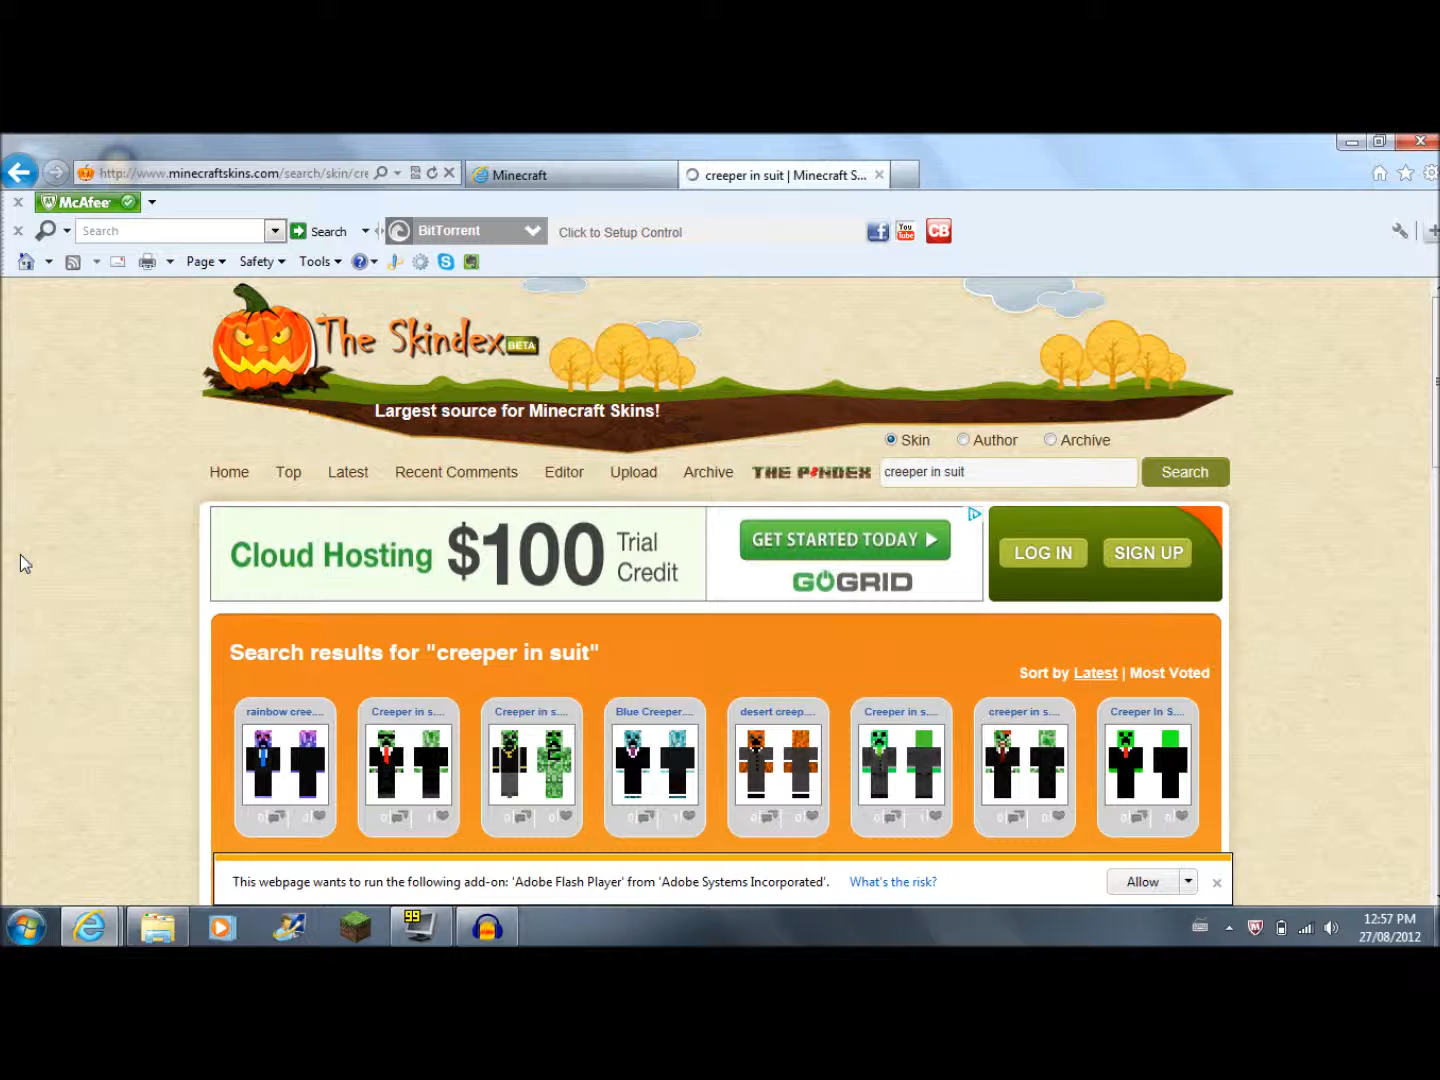 http://www.minecraftskins.com/search/skin/cre
Minecraft
creeper in suit | Minecraft S...
McAfee
Search
Search
BitTorrent
Click to Setup Control
You Tube
CB
Page
Safety
Tools
The Skindex BETA
Largest source for Minecraft Skins!
Skin
Author
Archive
Home
Top
Latest
Recent Comments
Editor
Upload
Archive
THE PINDEX
creeper in suit
Search
Cloud Hosting $100 Trial Credit
GET STARTED TODAY
GOGRID
LOG IN
SIGN UP
Search results for "creeper in suit"
Sort by Latest | Most Voted
rainbow cree....
Creeper in s....
Creeper in s....
Blue Creeper....
desert creep....
Creeper in s....
creeper in s....
Creeper In S....
This webpage wants to run the following add-on: 'Adobe Flash Player' from 'Adobe Systems Incorporated'.
What's the risk?
Allow
99
12:57 PM
27/08/2012